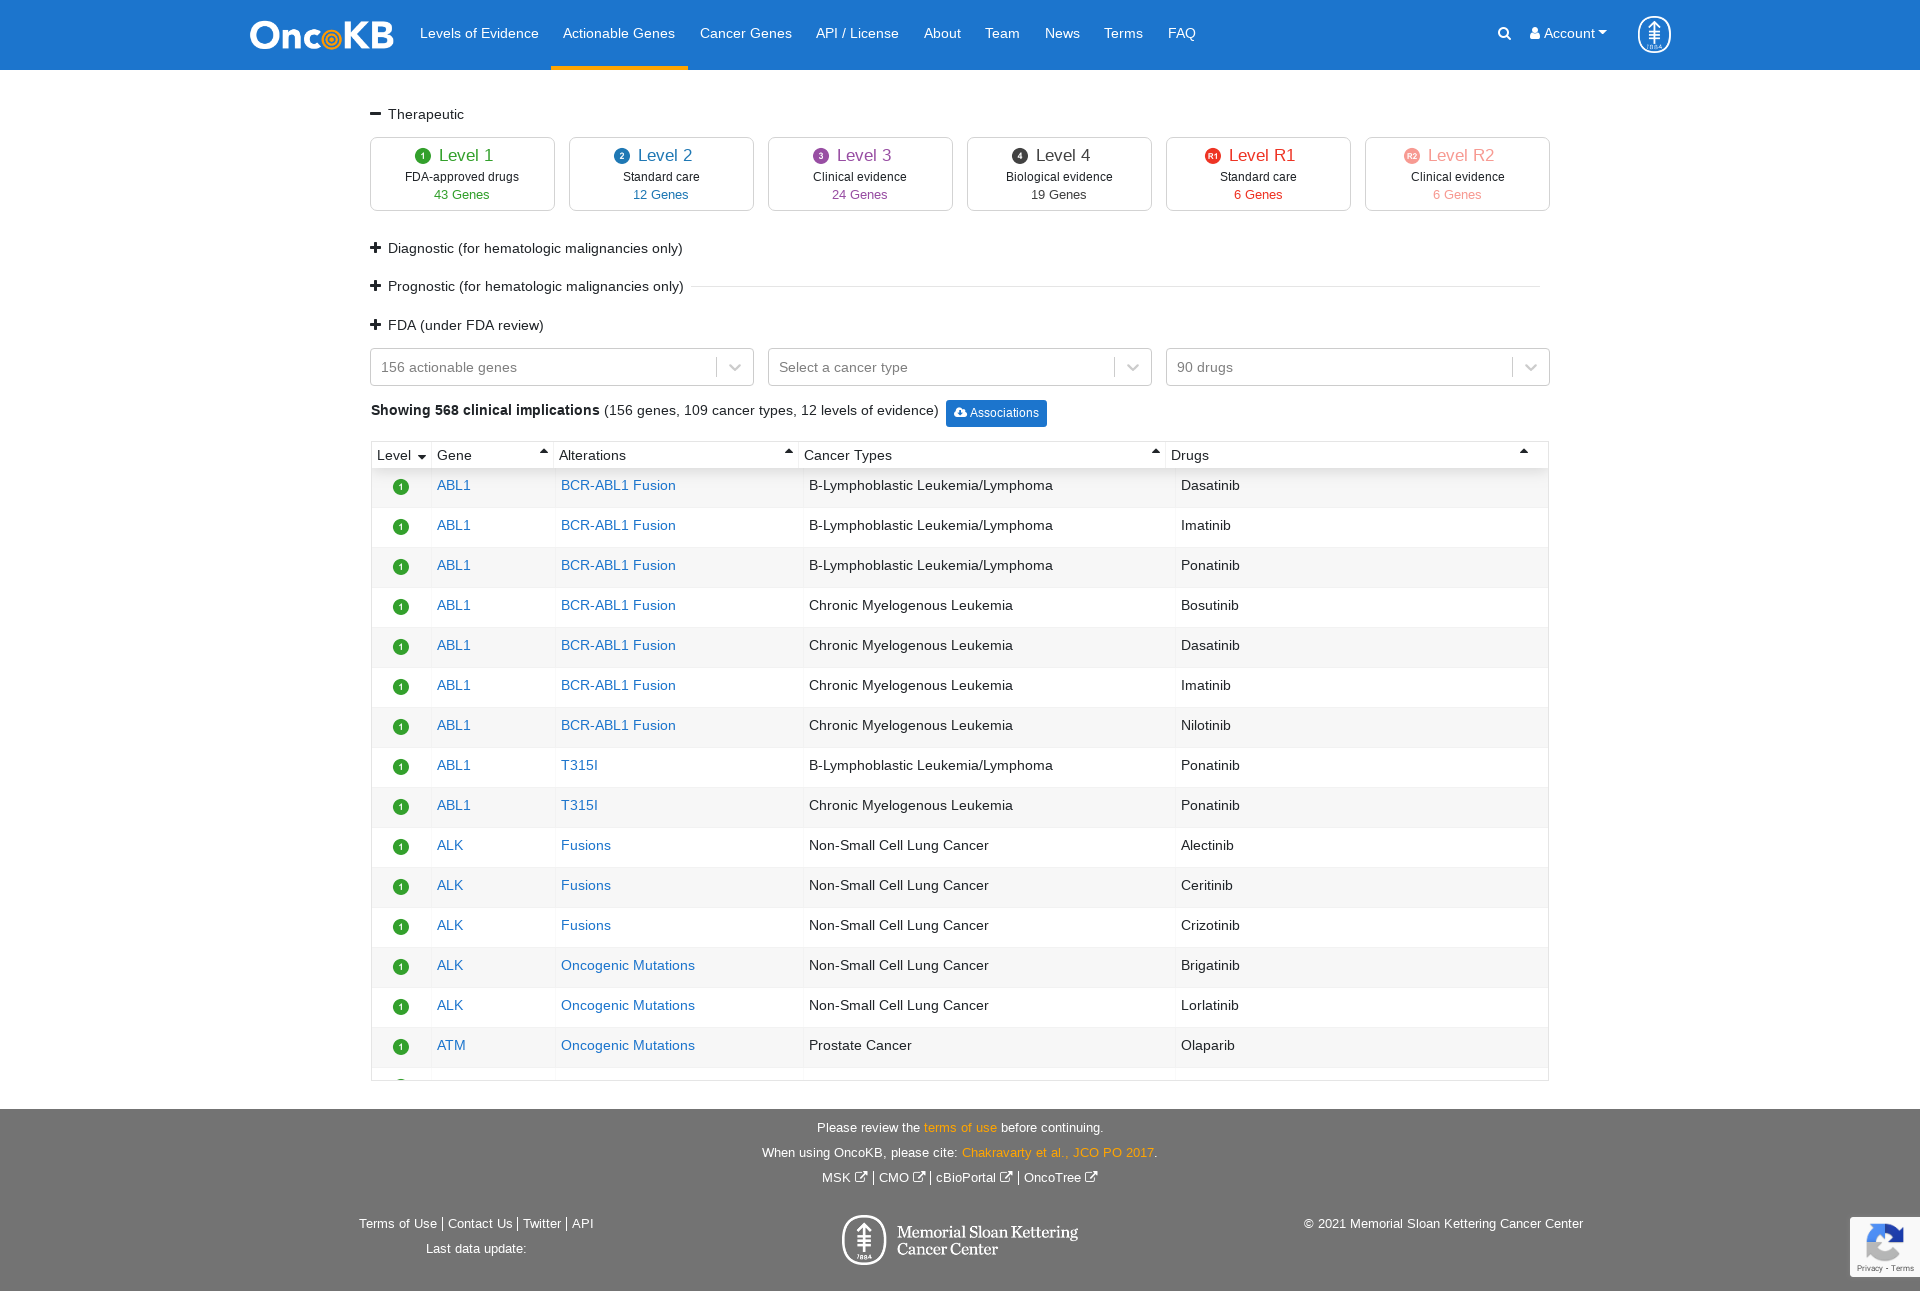 OncoKB Levels of Evidence Actionable Genes Cancer Genes API / License About Team News Terms FAQ Account 1884
Therapeutic
1 Level 1 2 Level 2 3 Level 3 4 Level 4 R1 Level R1 R2 Level R2
FDA-approved drugs Standard care Clinical evidence Biological evidence Standard care Clinical evidence
43 Genes 12 Genes 24 Genes 19 Genes 6 Genes 6 Genes
Diagnostic (for hematologic malignancies only)
Prognostic (for hematologic malignancies only)
FDA (under FDA review)
156 actionable genes Select a cancer type 90 drugs
Showing 568 clinical implications (156 genes, 109 cancer types, 12 levels of evidence) Associations
Level Gene Alterations Cancer Types Drugs
1 ABL1 BCR-ABL1 Fusion B-Lymphoblastic Leukemia/Lymphoma Dasatinib
1 ABL1 BCR-ABL1 Fusion B-Lymphoblastic Leukemia/Lymphoma Imatinib
1 ABL1 BCR-ABL1 Fusion B-Lymphoblastic Leukemia/Lymphoma Ponatinib
1 ABL1 BCR-ABL1 Fusion Chronic Myelogenous Leukemia Bosutinib
1 ABL1 BCR-ABL1 Fusion Chronic Myelogenous Leukemia Dasatinib
1 ABL1 BCR-ABL1 Fusion Chronic Myelogenous Leukemia Imatinib
1 ABL1 BCR-ABL1 Fusion Chronic Myelogenous Leukemia Nilotinib
1 ABL1 T315I B-Lymphoblastic Leukemia/Lymphoma Ponatinib
1 ABL1 T315I Chronic Myelogenous Leukemia Ponatinib
1 ALK Fusions Non-Small Cell Lung Cancer Alectinib
1 ALK Fusions Non-Small Cell Lung Cancer Ceritinib
1 ALK Fusions Non-Small Cell Lung Cancer Crizotinib
1 ALK Oncogenic Mutations Non-Small Cell Lung Cancer Brigatinib
1 ALK Oncogenic Mutations Non-Small Cell Lung Cancer Lorlatinib
1 ATM Oncogenic Mutations Prostate Cancer Olaparib
Please review the terms of use before continuing.
When using OncoKB, please cite: Chakravarty et al., JCO PO 2017.
MSK | CMO | cBioPortal | OncoTree
Terms of Use | Contact Us | Twitter | API
Last data update:
1884 Memorial Sloan Kettering
Cancer Center
© 2021 Memorial Sloan Kettering Cancer Center
Privacy - Terms